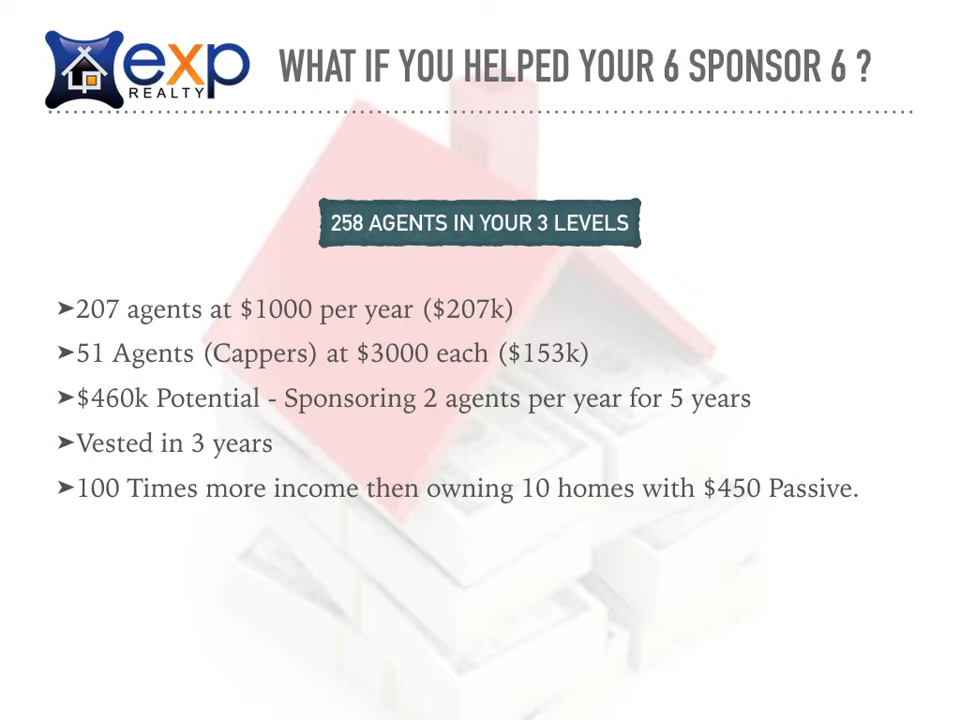 exp
REALTY
WHAT IF YOU HELPED YOUR 6 SPONSOR 6 ?
258 AGENTS IN YOUR 3 LEVELS
➤207 agents at $1000 per year ($207k)
➤51 Agents (Cappers) at $3000 each ($153k)
➤$460k Potential - Sponsoring 2 agents per year for 5 years
➤Vested in 3 years
➤100 Times more income then owning 10 homes with $450 Passive.